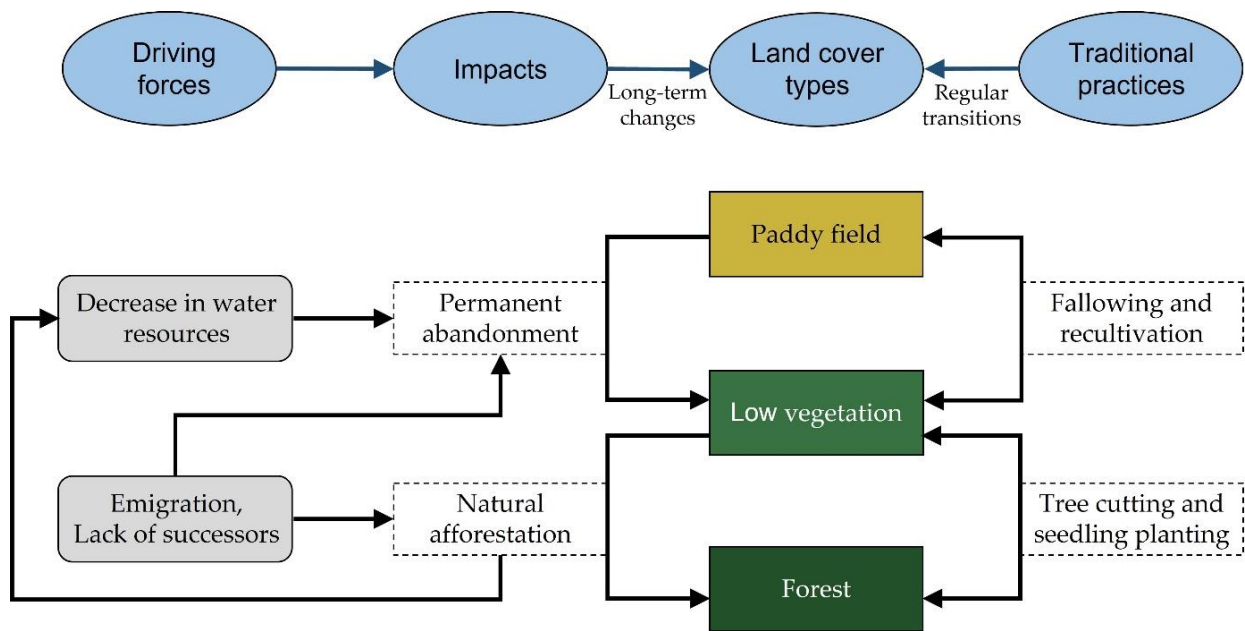 Driving
forces
Impacts
Land cover
types
Traditional
practices
Long-term
changes
Regular
transitions
Paddy field
Decrease in water
resources
Permanent
abandonment
Fallowing and
recultivation
Low vegetation
Emigration,
Lack of successors
Natural
afforestation
Tree cutting and
seedling planting
Forest